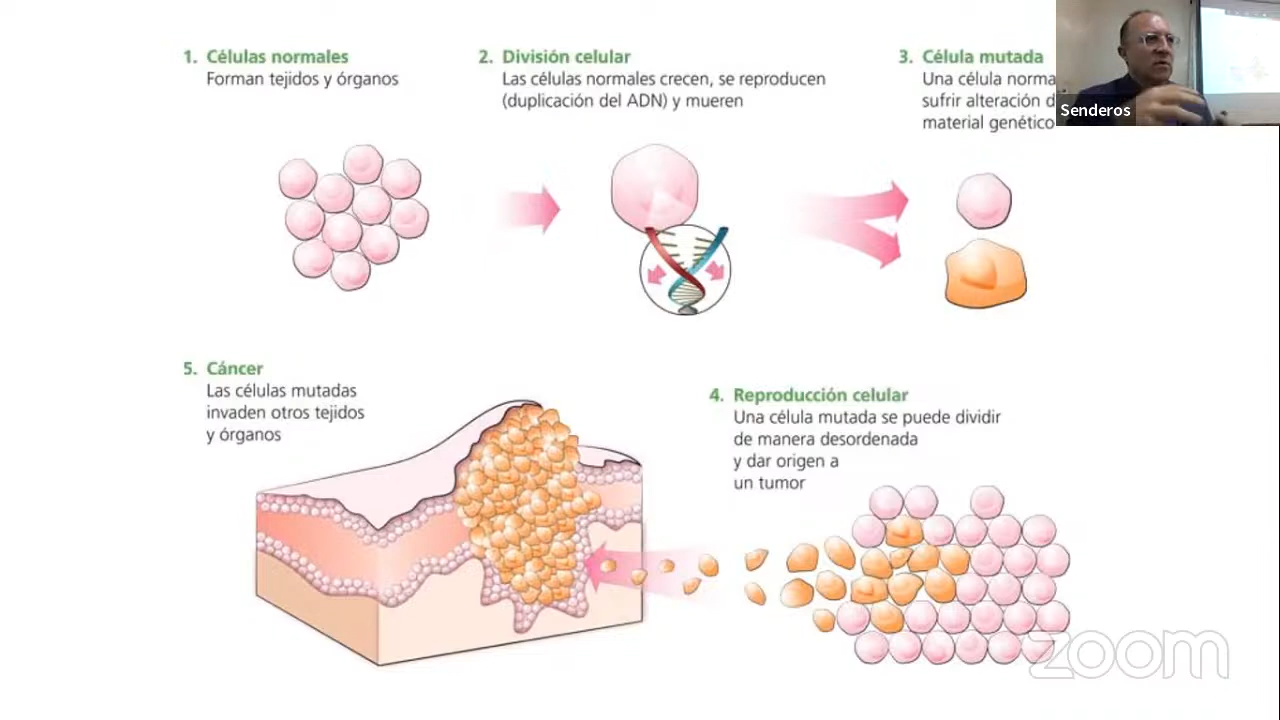 1. Células normales
Forman tejidos y órganos
2. División celular
Las células normales crecen, se reproducen
(duplicación del ADN) y mueren
3. Célula mutada
Una célula
sufrir alteración
material genético
Senderos
5. Cáncer
Las células mutadas
invaden otros tejidos
y órganos
4. Reproducción celular
Una célula mutada se puede dividir
de manera desordenada
y dar origen a
un tumor
zoom